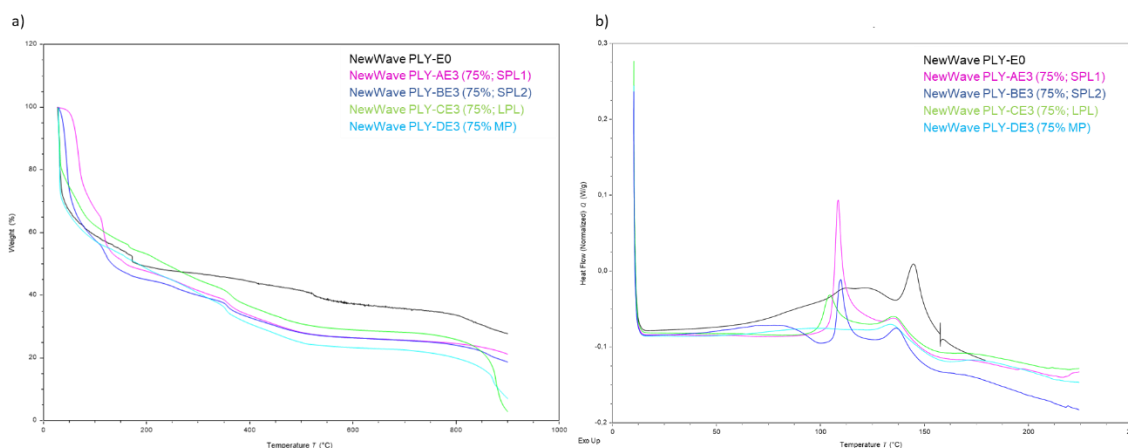 a)
NewWave PLY-E0
NewWave PLY-AE3 (75%; SPL1)
NewWave PLY-BE3 (75%; SPL2)
NewWave PLY-CE3 (75%; LPL)
NewWave PLY-DE3 (75% MP)
Weight (%)
100
80
60
40
20
0
0
200
400
600
800
1000
Temperature T (°C)
b)
NewWave PLY-E0
NewWave PLY-AE3 (75%; SPL1)
NewWave PLY-BE3 (75%; SPL2)
NewWave PLY-CE3 (75%; LPL)
NewWave PLY-DE3 (75% MP)
Heat Flow (Normalized) Q (W/g)
0,3
0,2
0,1
0,0
-0,1
-0,2
0
50
100
150
200
Exo Up
Temperature T (°C)